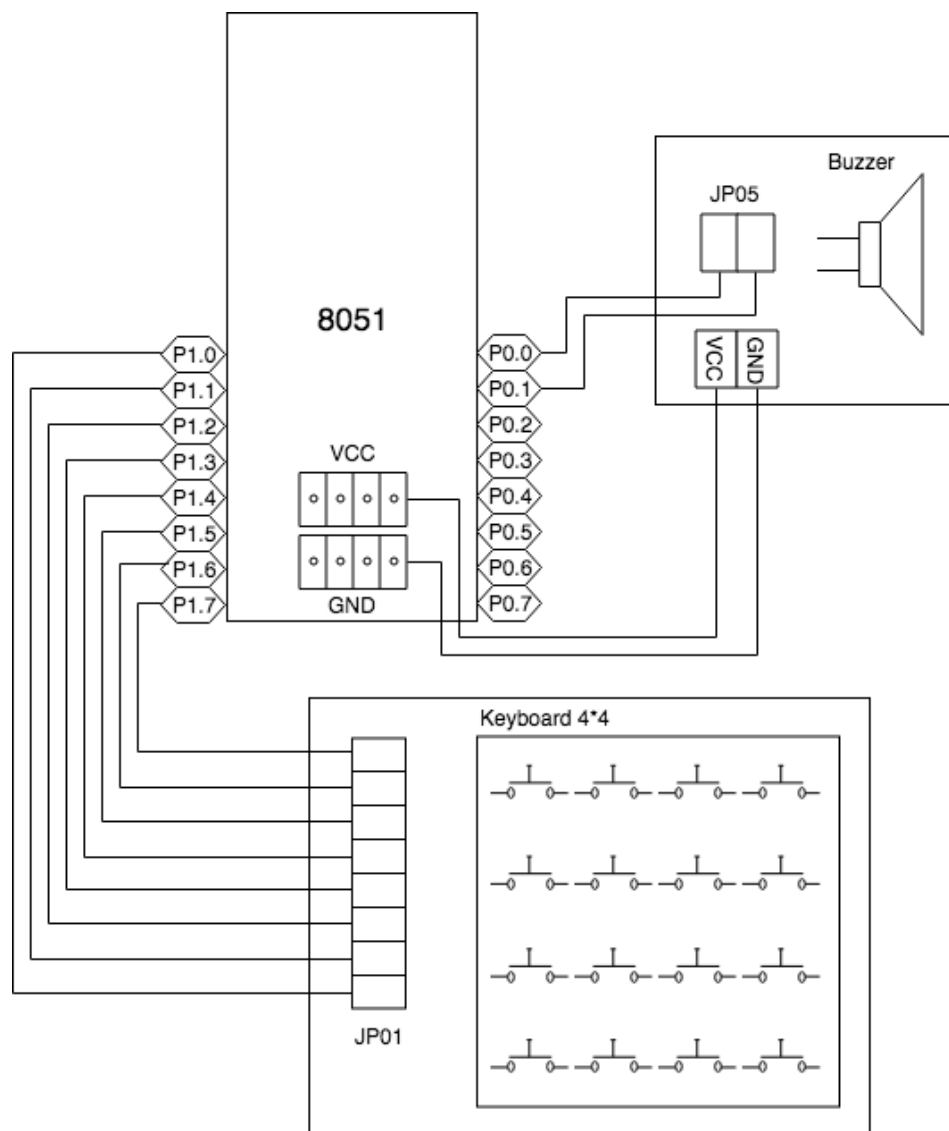 Buzzer
JP05
8051
P1.0
P1.1
P1.2
P1.3
P1.4
P1.5
P1.6
P1.7
P0.0
P0.1
P0.2
P0.3
P0.4
P0.5
P0.6
P0.7
VCC
GND
VCC
GND
Keyboard 4*4
JP01